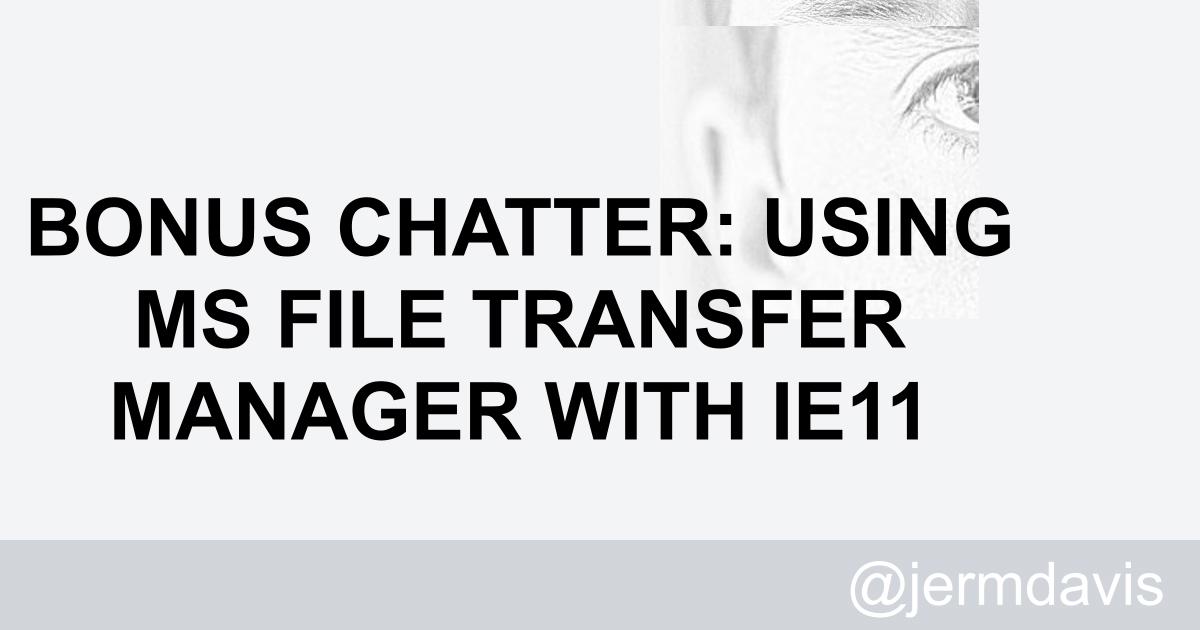 BONUS CHATTER: USING
MS FILE TRANSFER
MANAGER WITH IE11
@jermdavis